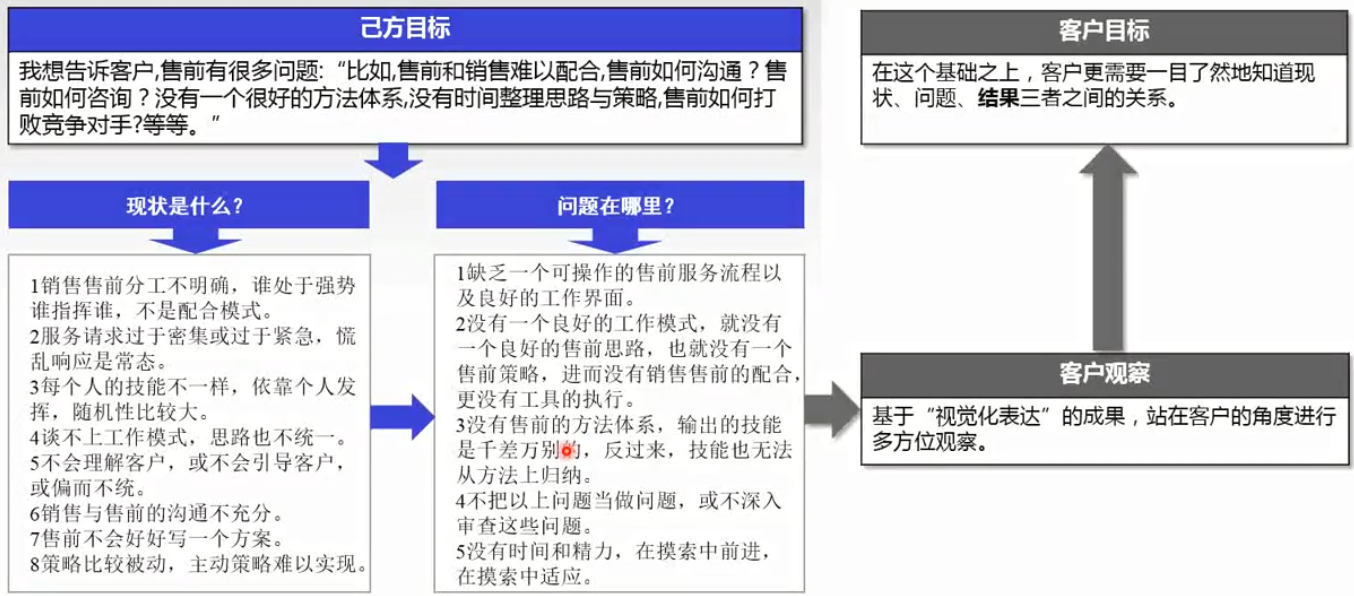 己方目标
我想告诉客户,售前有很多问题:“比如,售前和销售难以配合,售前如何沟通？售
前如何咨询？没有一个很好的方法体系,没有时间整理思路与策略,售前如何打
败竞争对手?等等。”
客户目标
在这个基础之上，客户更需要一目了然地知道现
状、问题、结果三者之间的关系。
现状是什么?
1销售售前分工不明确，谁处于强势
谁指挥谁，不是配合模式。
2服务请求过于密集或过于紧急，慌
乱响应是常态。
3每个人的技能不一样，依靠个人发
挥，随机性比较大。
4谈不上工作模式，思路也不统一。
5不会理解客户，或不会引导客户，
或偏而不统。
6销售与售前的沟通不充分。
7售前不会好好写一个方案。
8策略比较被动，主动策略难以实现。
问题在哪里?
1缺乏一个可操作的售前服务流程以
及良好的工作界面。
2没有一个良好的工作模式，就没有
一个良好的售前思路，也就没有一个
售前策略，进而没有销售售前的配合，
更没有工具的执行。
3没有售前的方法体系，输出的技能
是千差万别的，反过来，技能也无法
从方法上归纳。
4不把以上问题当做问题，或不深入
审查这些问题。
5没有时间和精力，在摸索中前进，
在摸索中适应。
客户观察
基于“视觉化表达”的成果，站在客户的角度进行
多方位观察。